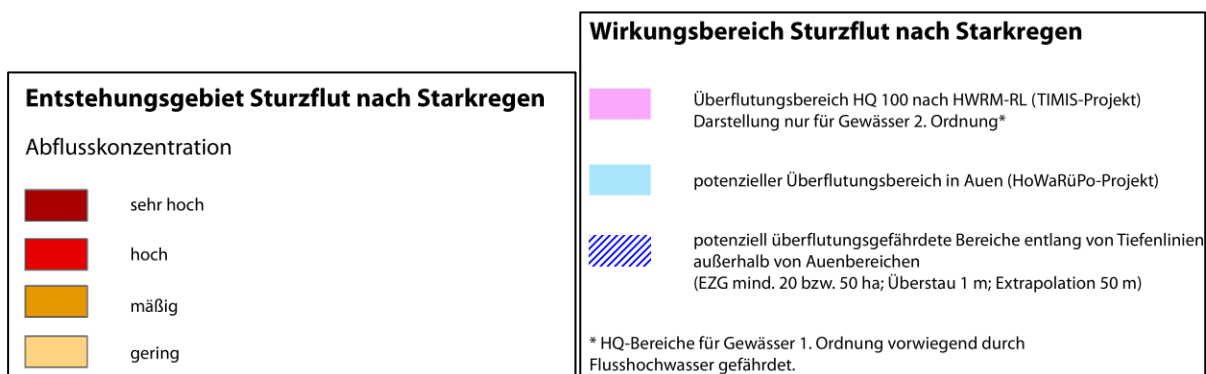 Entstehungsgebiet Sturzflut nach Starkregen
Abflusskonzentration
sehr hoch
hoch
mäßig
gering
Wirkungsbereich Sturzflut nach Starkregen
Überflutungsbereich HQ 100 nach HWRM-RL (TIMIS-Projekt)
Darstellung nur für Gewässer 2. Ordnung*
potenzieller Überflutungsbereich in Auen (HoWaRüPo-Projekt)
potenziell überflutungsgefährdete Bereiche entlang von Tiefenlinien
außerhalb von Auenbereichen
(EZG mind. 20 bzw. 50 ha; Überstau 1 m; Extrapolation 50 m)
* HQ-Bereiche für Gewässer 1. Ordnung vorwiegend durch
Flusshochwasser gefährdet.